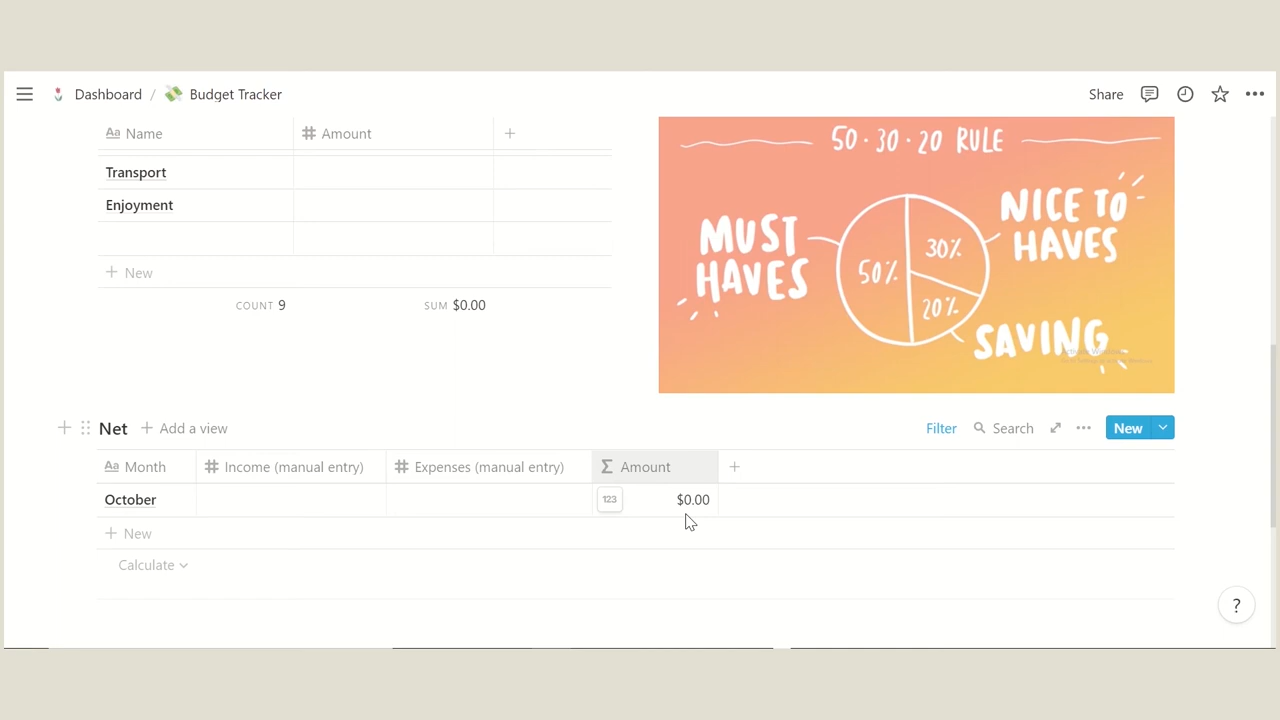 Dashboard / Budget Tracker
Share
Aa Name
# Amount
Transport
Enjoyment
+ New
COUNT 9
SUM $0.00
50·30·20 RULE
MUST HAVES
50%
30%
20%
NICE TO HAVES
SAVING
Net
+ Add a view
Filter
Search
New
Aa Month
# Income (manual entry)
# Expenses (manual entry)
Σ Amount
+
October
123
$0.00
+ New
Calculate
?